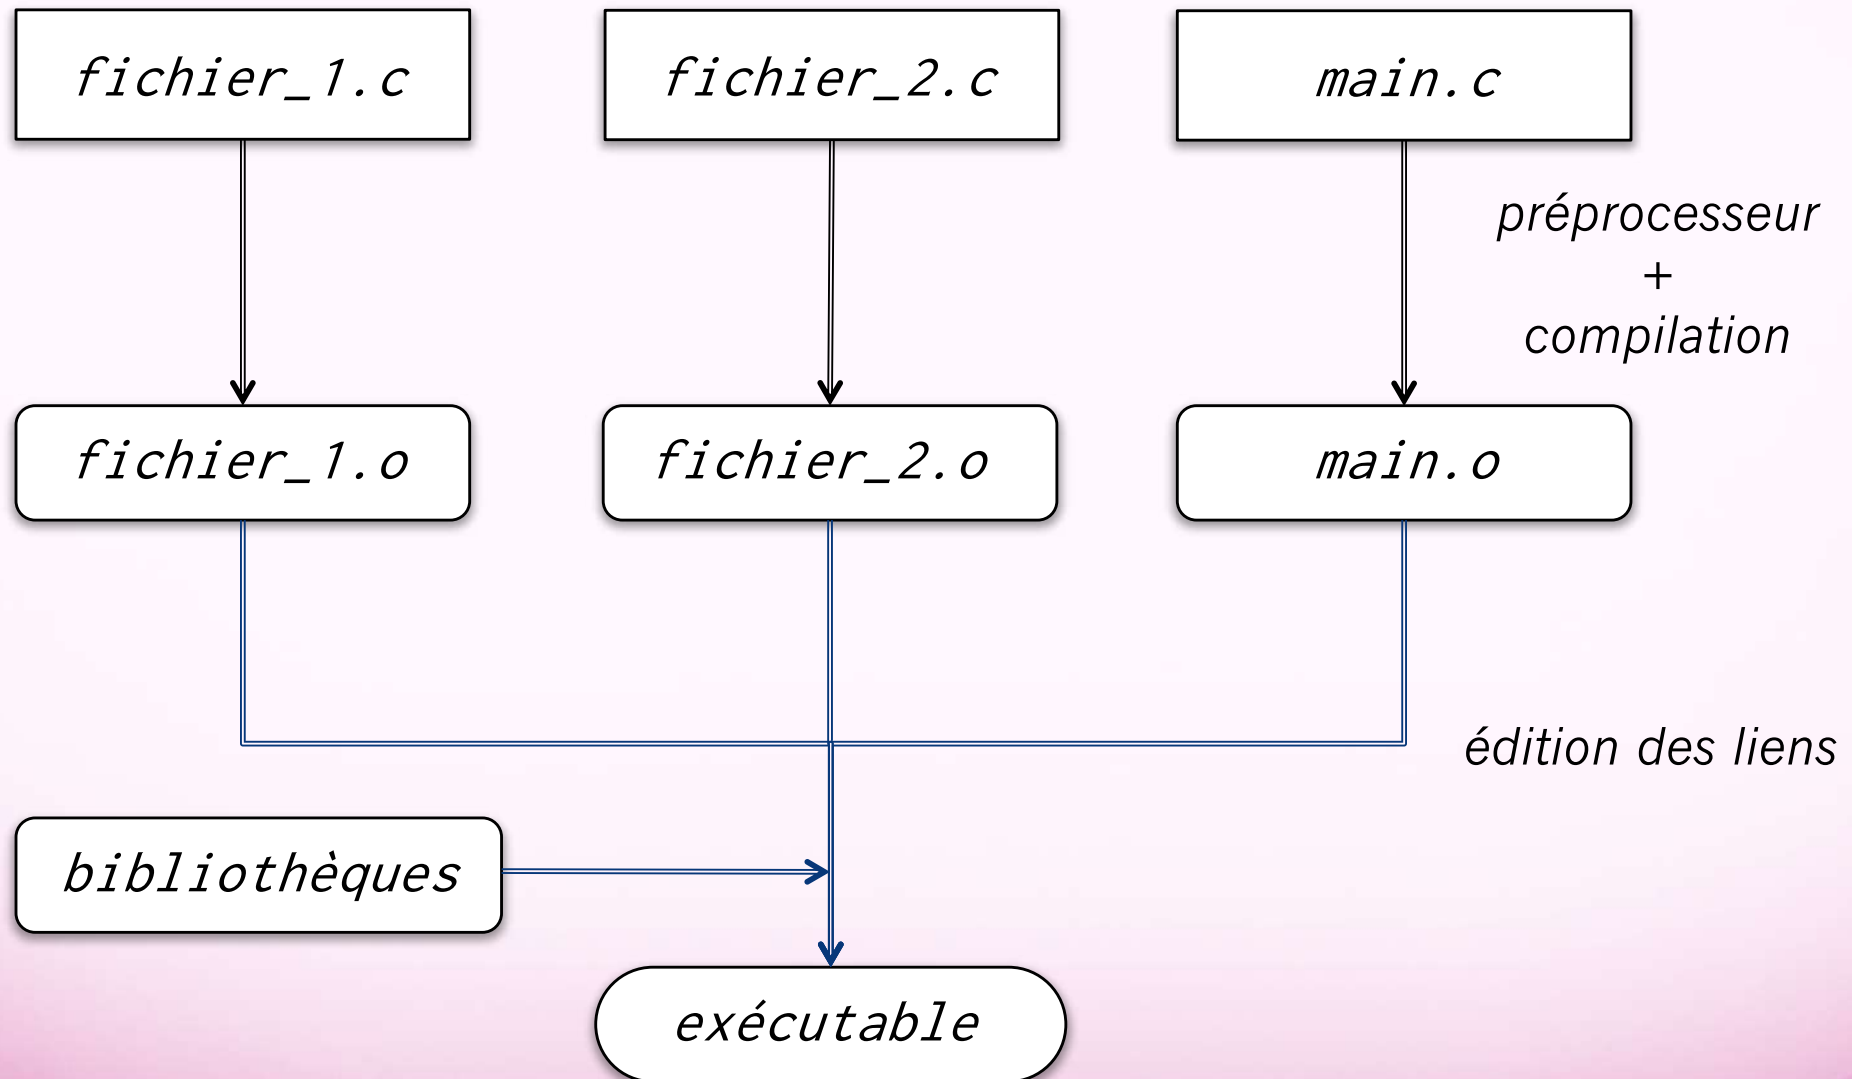 fichier_1.c
fichier_2.c
main.c
préprocesseur
+
compilation
fichier_1.o
fichier_2.o
main.o
édition des liens
bibliothèques
exécutable